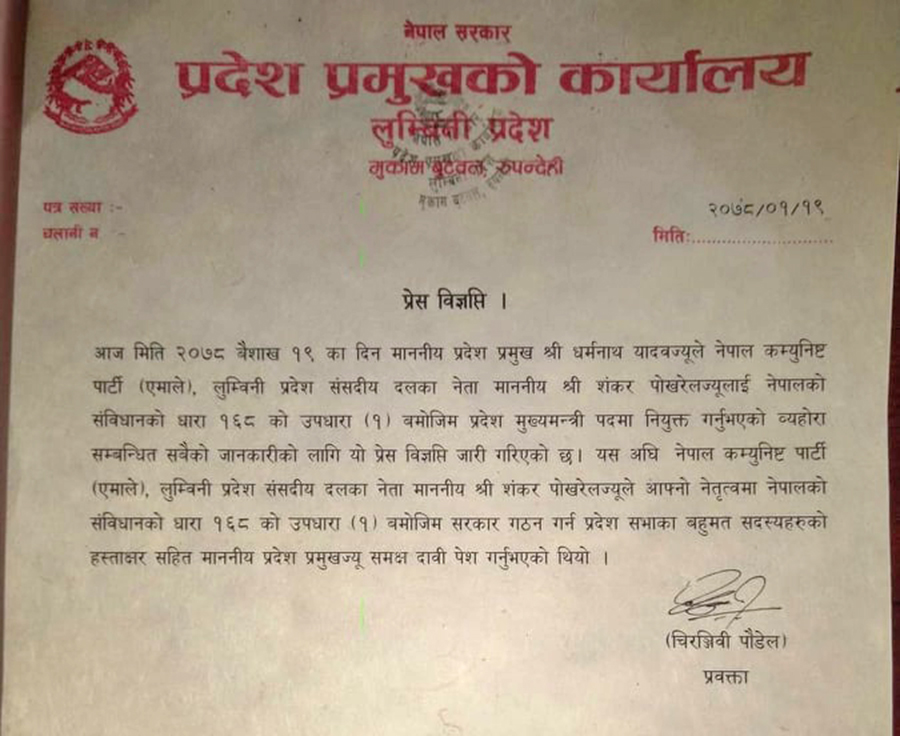 नेपाल सरकार
प्रदेश प्रमुखको कार्यालय
लुम्बिनी प्रदेश
मुकाम बुटवल, रुपन्देही
पत्र संख्या :-
चलानी न -
२०७८/०१/१९
मितिः..............................
प्रेस विज्ञप्ति ।
आज मिति २०७८ बैशाख १९ का दिन माननीय प्रदेश प्रमुख श्री धर्मनाथ यादवज्यूले नेपाल कम्युनिष्ट
पार्टी (एमाले), लुम्विनी प्रदेश संसदीय दलका नेता माननीय श्री शंकर पोखरेलज्यूलाई नेपालको
संविधानको धारा १६८ को उपधारा (१) बमोजिम प्रदेश मुख्यमन्त्री पदमा नियुक्त गर्नुभएको व्यहोरा
सम्बन्धित सबैको जानकारीको लागि यो प्रेस विज्ञप्ति जारी गरिएको छ। यस अघि नेपाल कम्युनिष्ट पार्टी
(एमाले), लुम्विनी प्रदेश संसदीय दलका नेता माननीय श्री शंकर पोखरेलज्यूले आफ्नो नेतृत्वमा नेपालको
संविधानको धारा १६८ को उपधारा (१) बमोजिम सरकार गठन गर्न प्रदेश सभाका बहुमत सदस्यहरुको
हस्ताक्षर सहित माननीय प्रदेश प्रमुखज्यू समक्ष दावी पेश गर्नुभएको थियो ।
(चिरञ्जिवी पौडेल)
प्रवक्ता